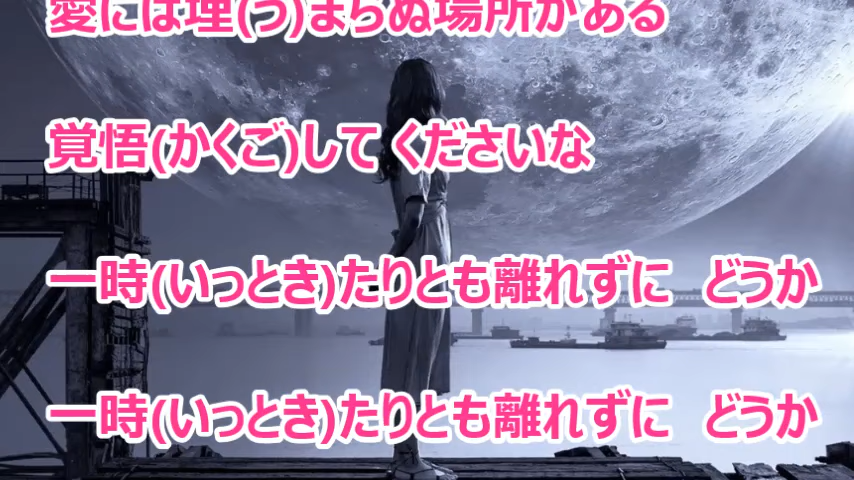 愛には埋(う)まらぬ場所がある
覚悟(かくご)して くださいな
一時(いっとき)たりとも離れずに　どうか
一時(いっとき)たりとも離れずに　どうか